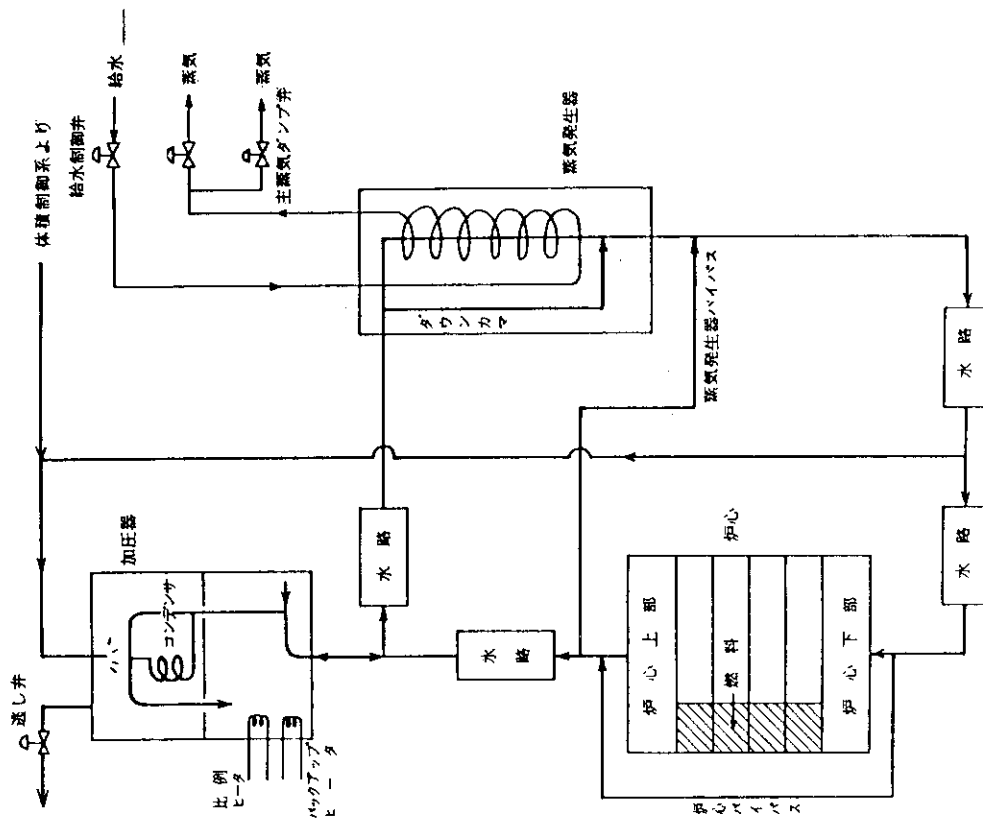 体積制御系より
給水
給水制御弁
蒸気
蒸気
主蒸気ダンプ弁
蒸気発生器
ダウンカマ
蒸気発生器バイパス
逃し弁
加圧器
コンデンサ
比例
ヒータ
バックアップ
ヒータ
水路
水路
水路
水路
炉心
炉心上部
燃料
炉心下部
炉心バイパス